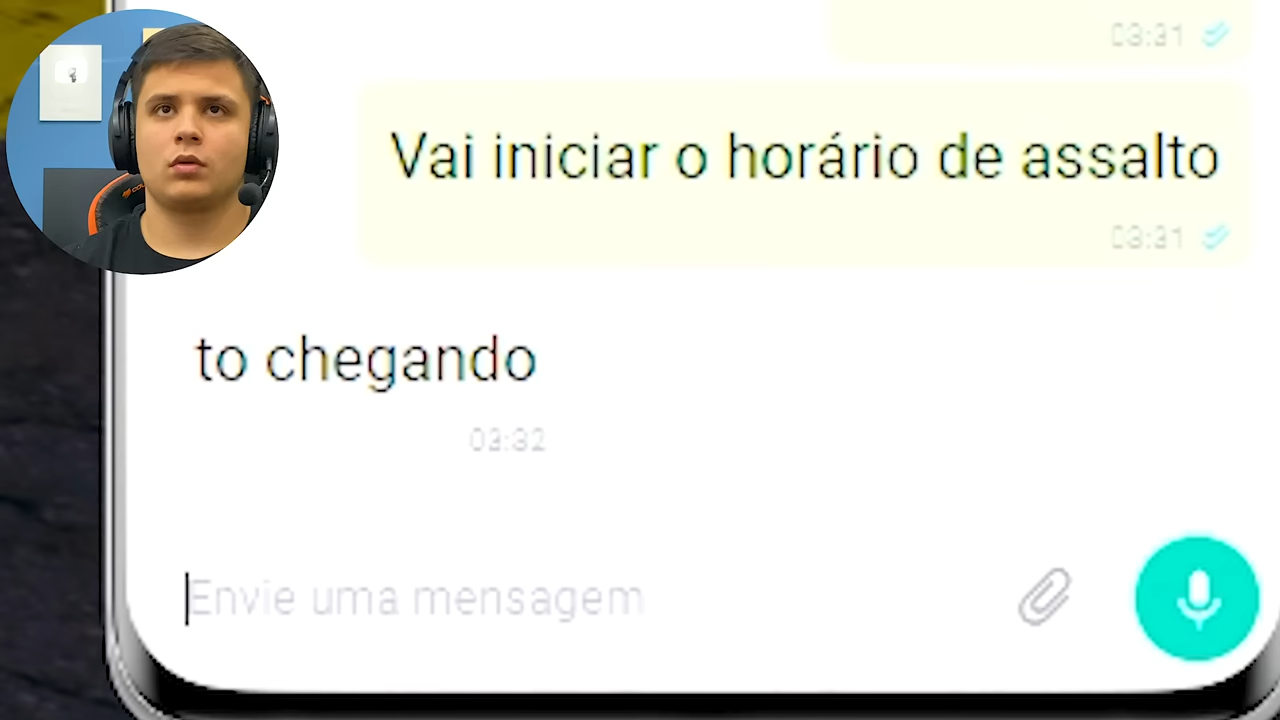 03:31
Vai iniciar o horário de assalto
03:31
to chegando
03:32
Envie uma mensagem